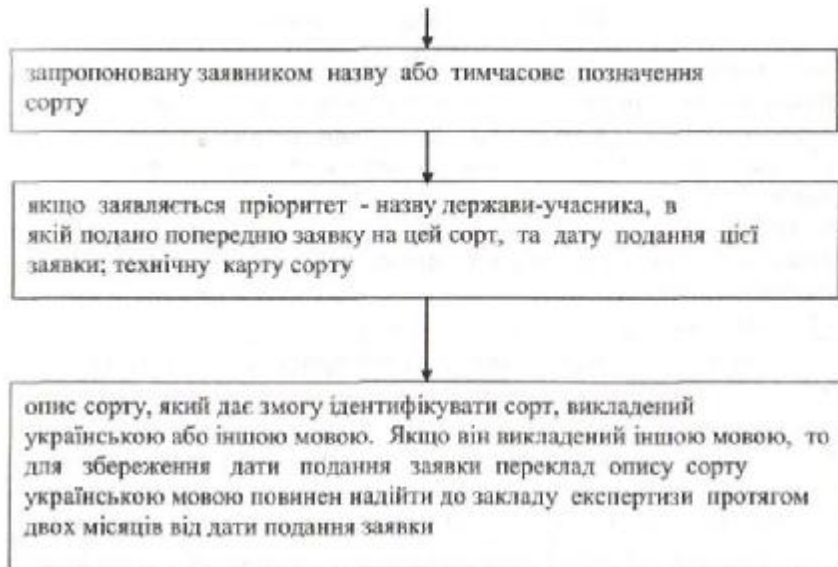 запропоновану заявником назву або тимчасове позначення
сорту
якщо заявляється пріоритет - назву держави-учасника, в
якій подано попередню заявку на цей сорт, та дату подання цієї
заявки; технічну карту сорту
опис сорту, який дає змогу ідентифікувати сорт, викладений
українською або іншою мовою. Якщо він викладений іншою мовою, то
для збереження дати подання заявки переклад опису сорту
українською мовою повинен надійти до закладу експертизи протягом
двох місяців від дати подання заявки